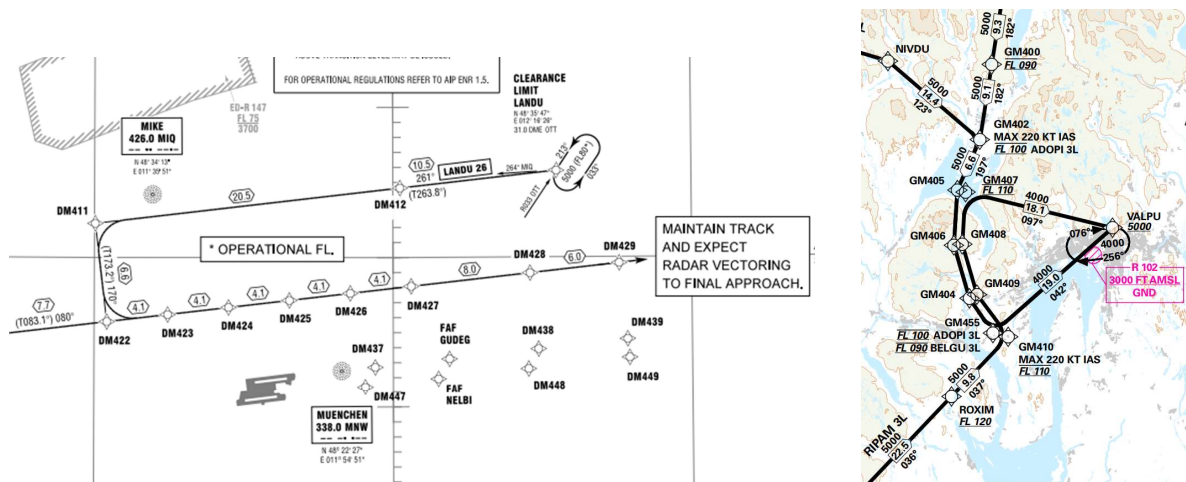 FOR OPERATIONAL REGULATIONS REFER TO AIP ENR 1.5.
ED-R 147
FL 75
3700
MIKE
426.0 MIQ
N 48° 34' 13"
E 011° 39' 51"
CLEARANCE
LIMIT
LANDU
N 48° 35' 47"
E 012° 16' 26"
31.0 DME OTT
213°
5000 (FL80*)
033°
R033 OTT
10.5
261°
LANDU 26
264° MIQ
(T263.8°)
20.5
DM411
DM412
* OPERATIONAL FL.
(T173.2°) 170°
6.6
MAINTAIN TRACK
AND EXPECT
RADAR VECTORING
TO FINAL APPROACH.
7.7
(T083.1°) 080°
4.1
4.1
4.1
4.1
4.1
8.0
6.0
DM422
DM423
DM424
DM425
DM426
DM427
DM428
DM429
DM437
DM447
FAF
GUDEG
FAF
NELBI
DM438
DM448
DM439
DM449
MUENCHEN
338.0 MNW
N 48° 22' 27"
E 011° 54' 51"
5000
9.3
182°
NIVDU
GM400
FL 090
5000
14.4
123°
5000
9.1
182°
GM402
MAX 220 KT IAS
FL 100 ADOPI 3L
5000
6.6
197°
GM405
GM407
FL 110
4000
18.1
097°
VALPU
5000
GM406
GM408
076°
4000
256°
R 102
3000 FT AMSL
GND
GM404
GM409
4000
19.0
042°
GM455
FL 100 ADOPI 3L
FL 090 BELGU 3L
GM410
MAX 220 KT IAS
FL 110
5000
9.8
037°
ROXIM
FL 120
RIPAM 3L
5000
22.5
036°